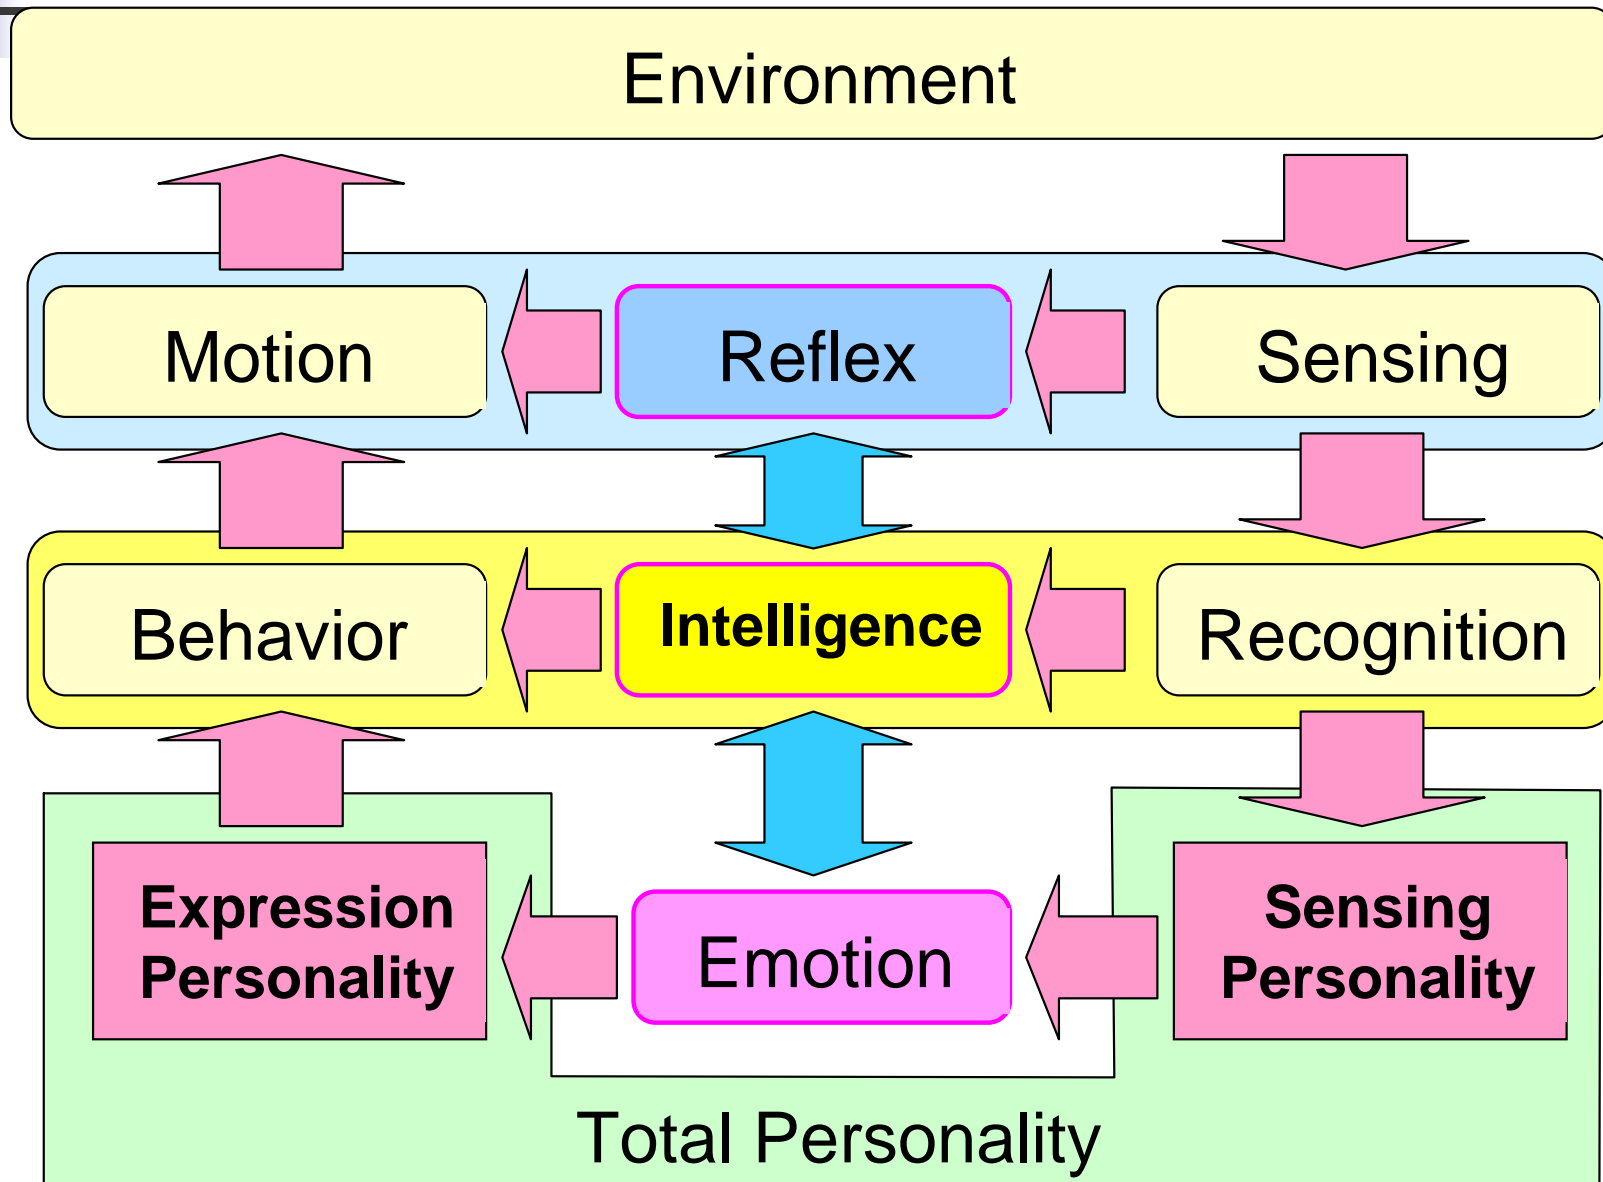 Environment
Motion
Reflex
Sensing
Behavior
Intelligence
Recognition
Expression
Personality
Emotion
Sensing
Personality
Total Personality